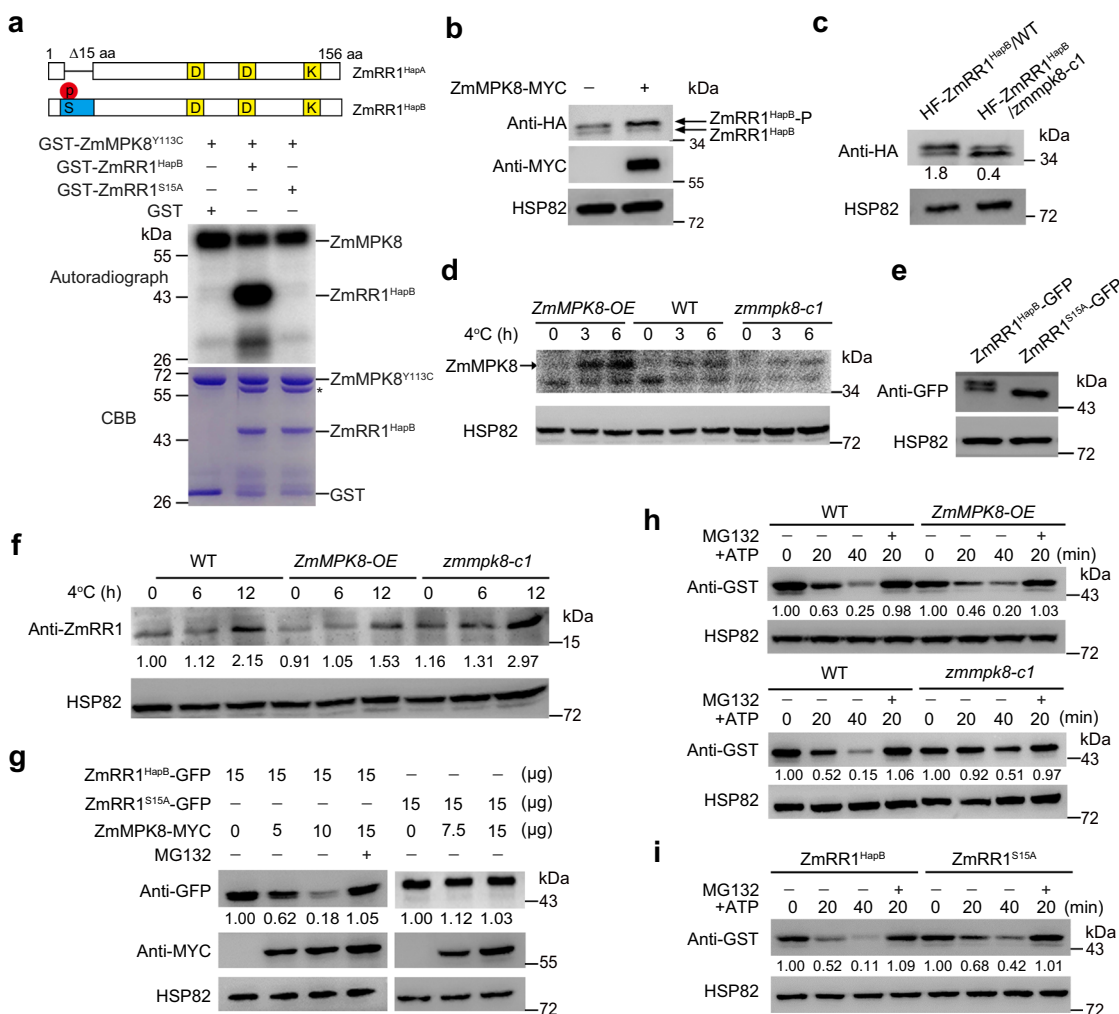 a
1 Δ15 aa 156 aa
D D K ZmRR1HapA
p
S D D K ZmRR1HapB
GST-ZmMPK8Y113C + + +
GST-ZmRR1HapB – + –
GST-ZmRR1S15A – – +
GST + – –
kDa
ZmMPK8
55
Autoradiograph
43 ZmRR1HapB
26
72 ZmMPK8Y113C
55 *
CBB
43 ZmRR1HapB
26 GST
b
ZmMPK8-MYC – + kDa
Anti-HA ZmRR1HapB-P
ZmRR1HapB
34
Anti-MYC
55
HSP82
72
c
HF-ZmRR1HapB/WT
HF-ZmRR1HapB
/zmmpk8-c1
kDa
Anti-HA
34
1.8 0.4
HSP82
72
d
ZmMPK8-OE WT zmmpk8-c1
4°C (h) 0 3 6 0 3 6 0 3 6
kDa
ZmMPK8
34
HSP82
72
e
ZmRR1HapB-GFP
ZmRR1S15A-GFP
kDa
Anti-GFP
43
HSP82
72
f
WT ZmMPK8-OE zmmpk8-c1
4°C (h) 0 6 12 0 6 12 0 6 12
kDa
Anti-ZmRR1
15
1.00 1.12 2.15 0.91 1.05 1.53 1.16 1.31 2.97
HSP82
72
g
ZmRR1HapB-GFP 15 15 15 15 – – – (μg)
ZmRR1S15A-GFP – – – – 15 15 15 (μg)
ZmMPK8-MYC 0 5 10 15 0 7.5 15 (μg)
MG132 – – – + – – –
kDa
Anti-GFP
43
1.00 0.62 0.18 1.05 1.00 1.12 1.03
Anti-MYC
55
HSP82
72
h
WT ZmMPK8-OE
MG132 – – – + – – – +
+ATP 0 20 40 20 0 20 40 20 (min)
kDa
Anti-GST
43
1.00 0.63 0.25 0.98 1.00 0.46 0.20 1.03
HSP82
72
WT zmmpk8-c1
MG132 – – – + – – – +
+ATP 0 20 40 20 0 20 40 20 (min)
kDa
Anti-GST
43
1.00 0.52 0.15 1.06 1.00 0.92 0.51 0.97
HSP82
72
i
ZmRR1HapB ZmRR1S15A
MG132 – – – + – – – +
+ATP 0 20 40 20 0 20 40 20 (min)
kDa
Anti-GST
43
1.00 0.52 0.11 1.09 1.00 0.68 0.42 1.01
HSP82
72